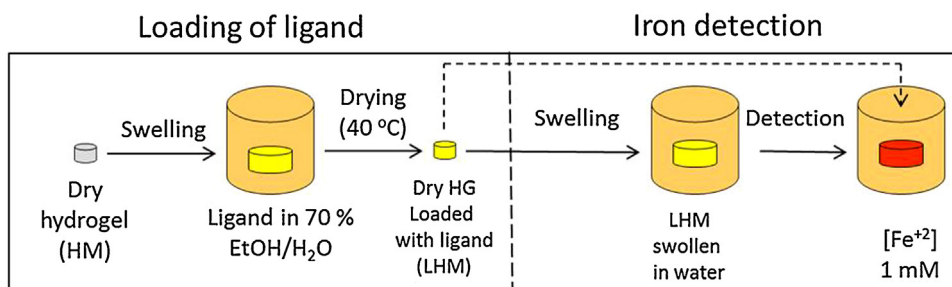 Loading of ligand
Iron detection
Swelling
Drying
(40 ºC)
Swelling
Detection
Dry
hydrogel
(HM)
Ligand in 70 %
EtOH/H₂O
Dry HG
Loaded
with ligand
(LHM)
LHM
swollen
in water
[Fe⁺²]
1 mM